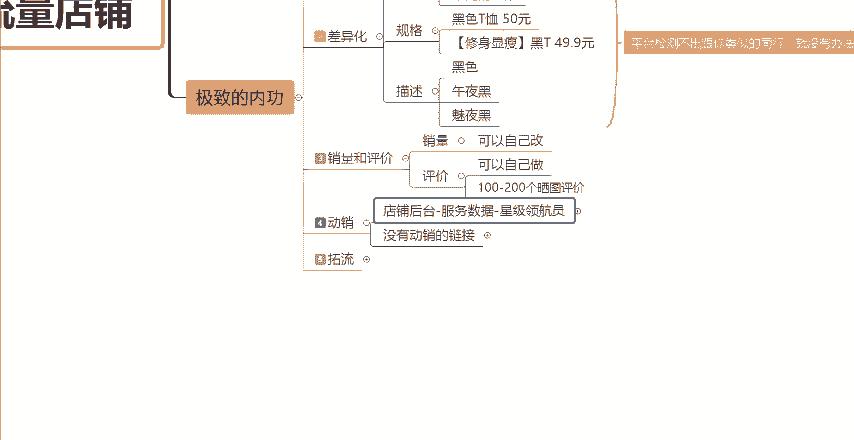 流量店铺
黑色T恤 50元
差异化
规格
【修身显瘦】黑T 49.9元
黑色
极致的内功
描述
午夜黑
魅夜黑
销量
可以自己改
3 销量和评价
可以自己做
评价
100-200个晒图评价
店铺后台-服务数据-星级领航员
4 动销
没有动销的链接
拓流